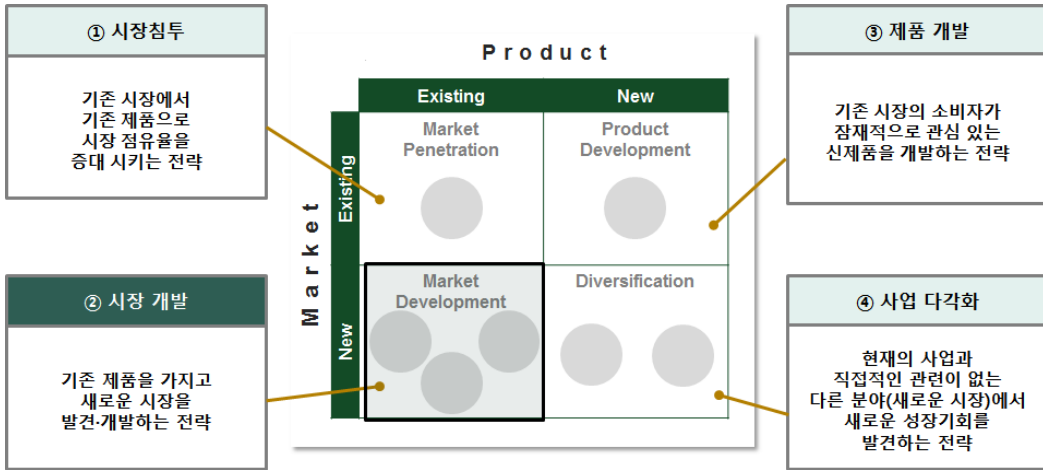 ① 시장침투
기존 시장에서
기존 제품으로
시장 점유율을
증대 시키는 전략
② 시장 개발
기존 제품을 가지고
새로운 시장을
발견·개발하는 전략
Product
Existing
New
Market
Existing
New
Market
Penetration
Product
Development
Market
Development
Diversification
③ 제품 개발
기존 시장의 소비자가
잠재적으로 관심 있는
신제품을 개발하는 전략
④ 사업 다각화
현재의 사업과
직접적인 관련이 없는
다른 분야(새로운 시장)에서
새로운 성장기회를
발견하는 전략